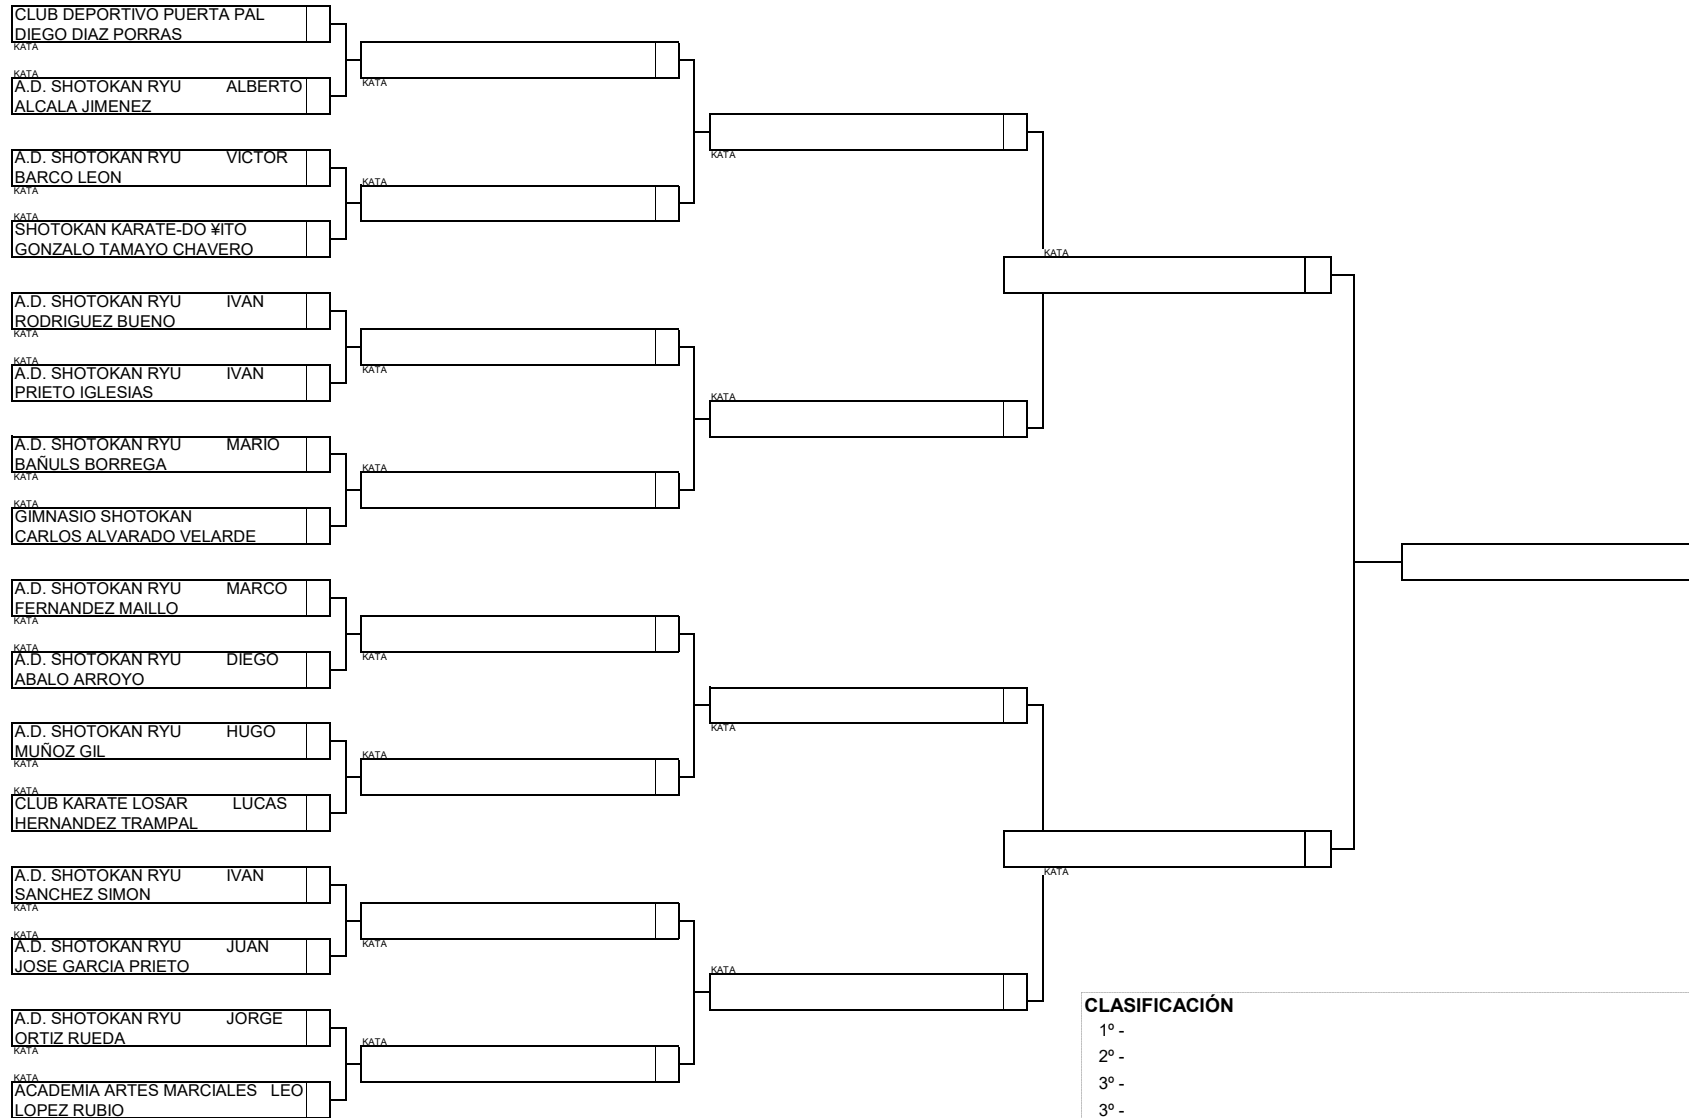 CLUB DEPORTIVO PUERTA PAL
DIEGO DIAZ PORRAS
KATA
KATA
A.D. SHOTOKAN RYU ALBERTO
ALCALA JIMENEZ
A.D. SHOTOKAN RYU VICTOR
BARCO LEON
KATA
KATA
SHOTOKAN KARATE-DO ¥ITO
GONZALO TAMAYO CHAVERO
A.D. SHOTOKAN RYU IVAN
RODRIGUEZ BUENO
KATA
KATA
A.D. SHOTOKAN RYU IVAN
PRIETO IGLESIAS
A.D. SHOTOKAN RYU MARIO
BAÑULS BORREGA
KATA
KATA
GIMNASIO SHOTOKAN
CARLOS ALVARADO VELARDE
A.D. SHOTOKAN RYU MARCO
FERNANDEZ MAILLO
KATA
KATA
A.D. SHOTOKAN RYU DIEGO
ABALO ARROYO
A.D. SHOTOKAN RYU HUGO
MUÑOZ GIL
KATA
KATA
CLUB KARATE LOSAR LUCAS
HERNANDEZ TRAMPAL
A.D. SHOTOKAN RYU IVAN
SANCHEZ SIMON
KATA
KATA
A.D. SHOTOKAN RYU JUAN
JOSE GARCIA PRIETO
A.D. SHOTOKAN RYU JORGE
ORTIZ RUEDA
KATA
KATA
ACADEMIA ARTES MARCIALES LEO
LOPEZ RUBIO
KATA
KATA
KATA
KATA
KATA
KATA
KATA
KATA
KATA
KATA
KATA
KATA
KATA
KATA
CLASIFICACIÓN
1º -
2º -
3º -
3º -